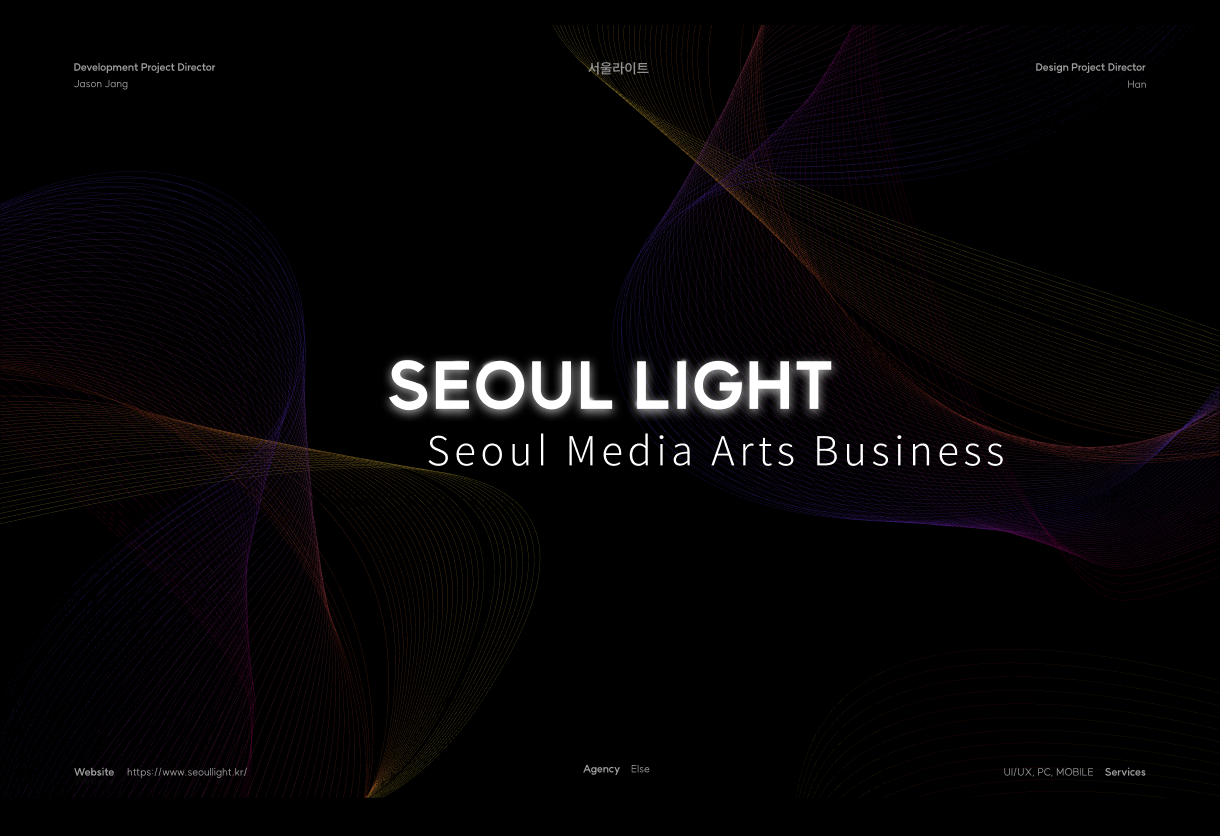 Development Project Director
Jason Jang
서울라이트
Design Project Director
Han
SEOUL LIGHT
Seoul Media Arts Business
Website https://www.seoullight.kr/
Agency Else
UI/UX, PC, MOBILE Services